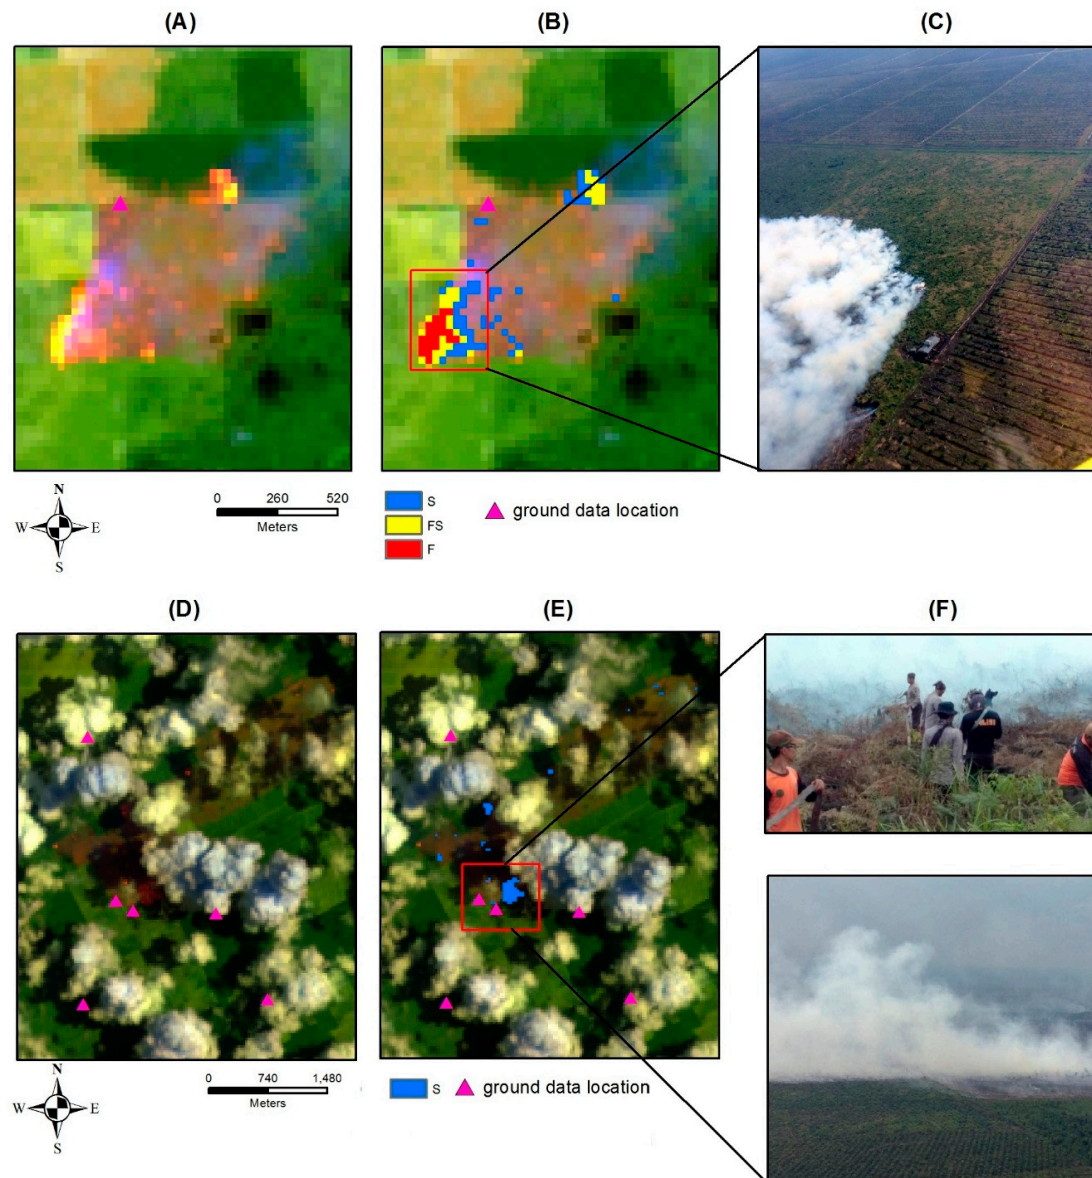 (A)
(B)
(C)
N
W E
S
0 260 520
Meters
S
FS
F
ground data location
(D)
(E)
(F)
N
W E
S
0 740 1,480
Meters
S ground data location